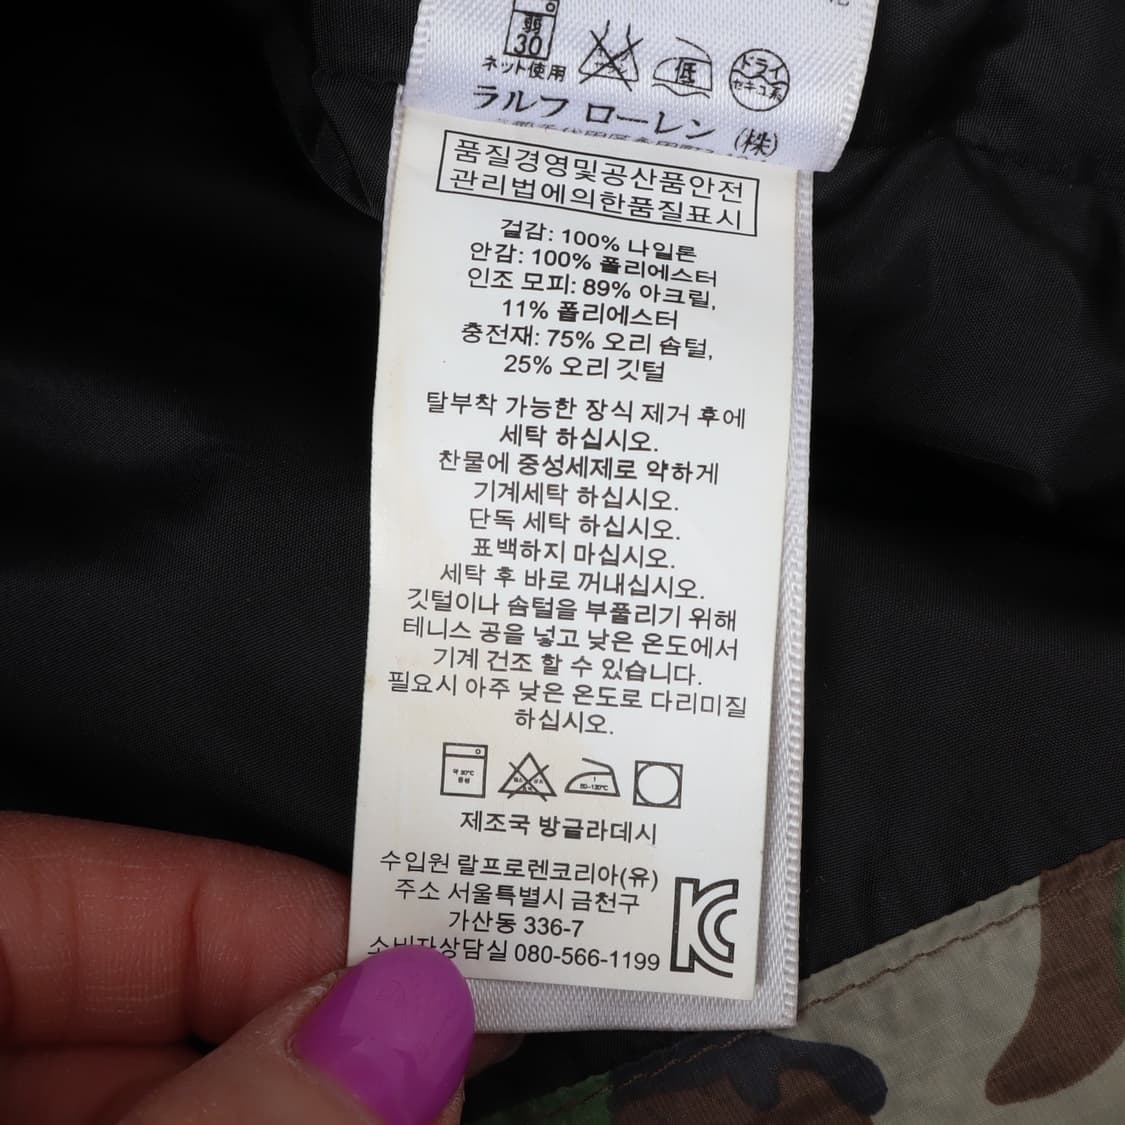 弱
30
ネット使用
低
ドライ
セキユ系
ラルフ ローレン (株)
품질경영및공산품안전
관리법에의한품질표시
겉감: 100% 나일론
안감: 100% 폴리에스터
인조 모피: 89% 아크릴,
11% 폴리에스터
충전재: 75% 오리 솜털,
25% 오리 깃털
탈부착 가능한 장식 제거 후에
세탁 하십시오.
찬물에 중성세제로 약하게
기계세탁 하십시오.
단독 세탁 하십시오.
표백하지 마십시오.
세탁 후 바로 꺼내십시오.
깃털이나 솜털을 부풀리기 위해
테니스 공을 넣고 낮은 온도에서
기계 건조 할 수 있습니다.
필요시 아주 낮은 온도로 다리미질
하십시오.
약 30℃
중성
제조국 방글라데시
수입원 랄프로렌코리아(유)
주소 서울특별시 금천구
가산동 336-7
소비자상담실 080-566-1199